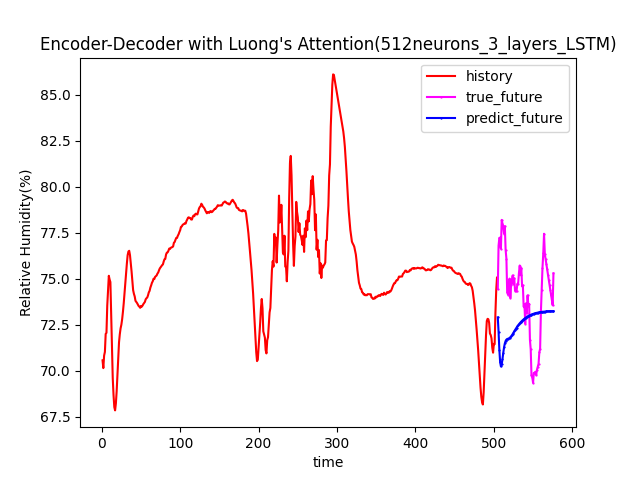 Encoder-Decoder with Luong's Attention(512neurons_3_layers_LSTM)
history
true_future
predict_future
Relative Humidity(%)
85.0
82.5
80.0
77.5
75.0
72.5
70.0
67.5
0 100 200 300 400 500 600
time